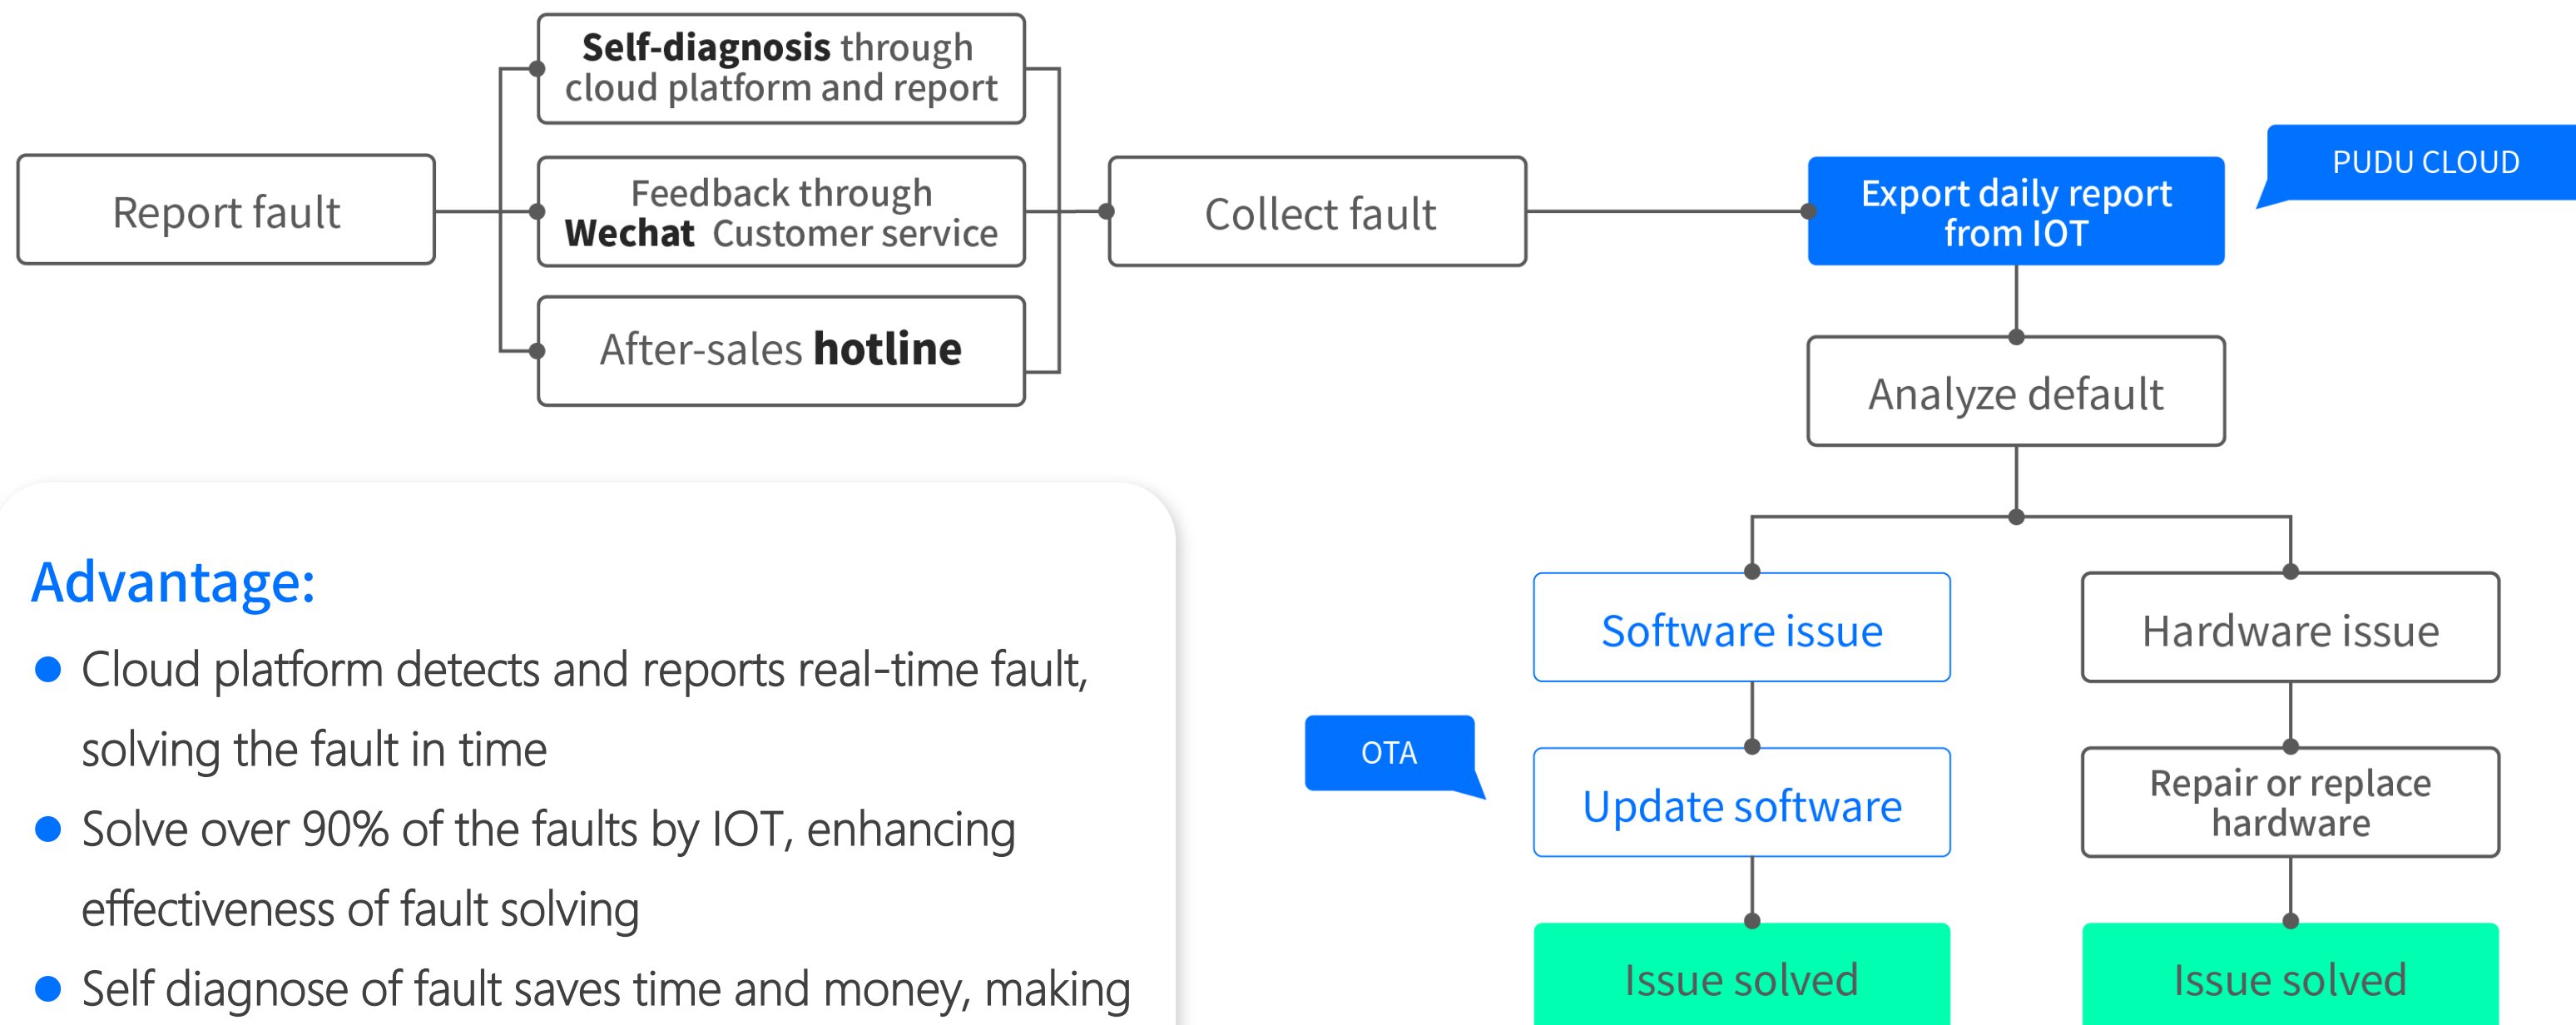 Self-diagnosis through
cloud platform and report
Report fault
Feedback through
Wechat Customer service
After-sales hotline
Collect fault
Export daily report
from IOT
PUDU CLOUD
Analyze default
Software issue
Hardware issue
OTA
Update software
Repair or replace
hardware
Issue solved
Issue solved
Advantage:
Cloud platform detects and reports real-time fault,
solving the fault in time
Solve over 90% of the faults by IOT, enhancing
effectiveness of fault solving
Self diagnose of fault saves time and money, making